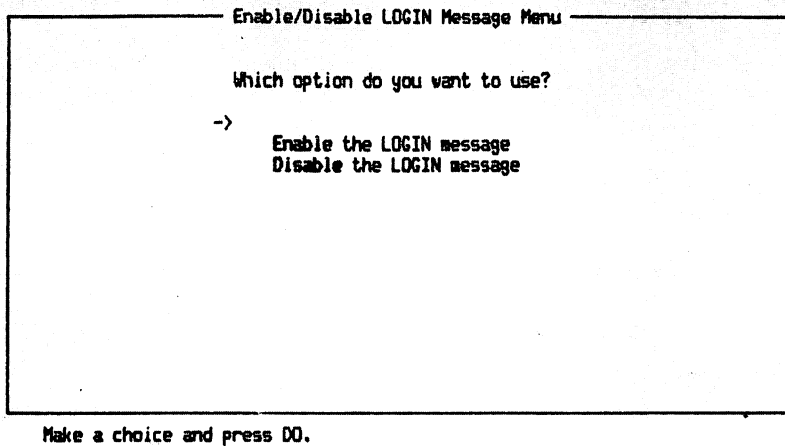 Enable/Disable LOGIN Message Menu
Which option do you want to use?
->
Enable the LOGIN message
Disable the LOGIN message
Make a choice and press DO.